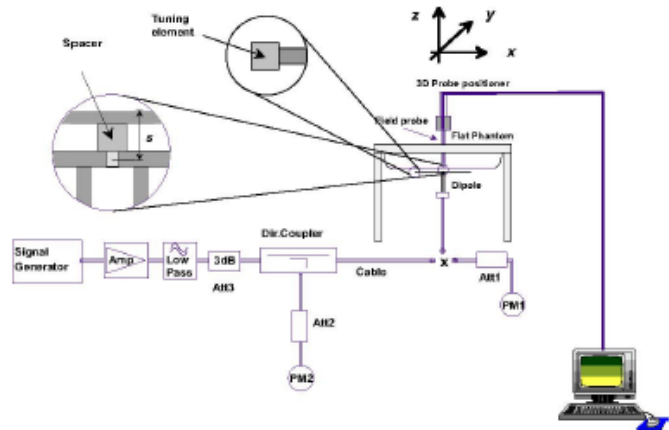 Tuning
element
Spacer
s
z
y
x
3D Probe positioner
Field probe
Flat Phantom
Dipole
Dir.Coupler
Signal
Generator
Amp
Low
Pass
3dB
Att3
Cable
x
Att1
PM1
Att2
PM2